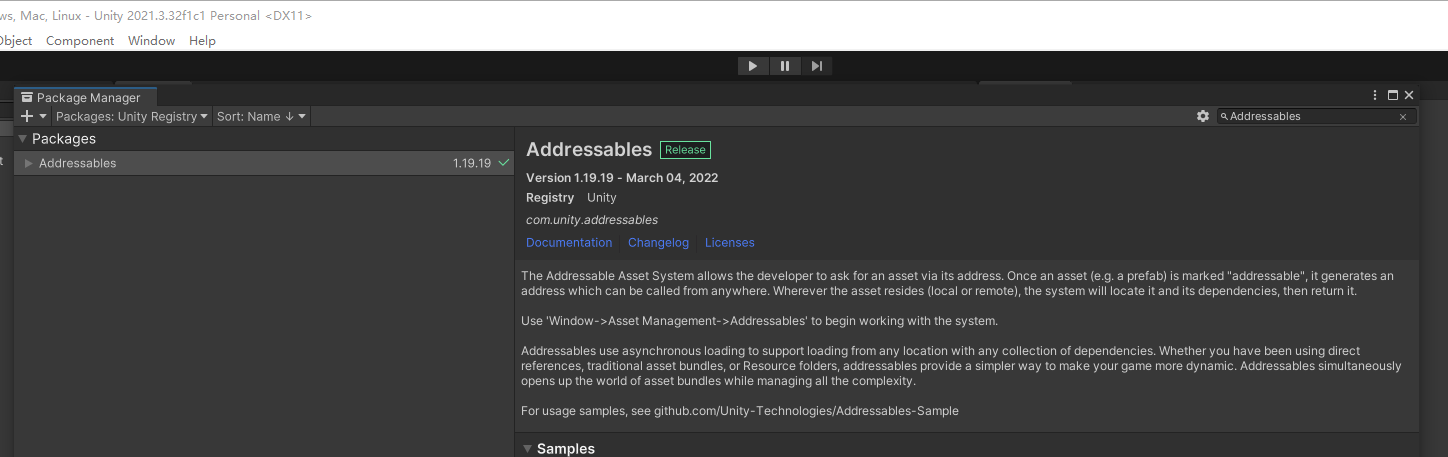 ws, Mac, Linux - Unity 2021.3.32f1c1 Personal <DX11>
Object Component Window Help
Package Manager
Packages: Unity Registry Sort: Name ↓ Addressables
Packages
Addressables 1.19.19
Addressables Release
Version 1.19.19 - March 04, 2022
Registry Unity
com.unity.addressables
Documentation Changelog Licenses
The Addressable Asset System allows the developer to ask for an asset via its address. Once an asset (e.g. a prefab) is marked "addressable", it generates an
address which can be called from anywhere. Wherever the asset resides (local or remote), the system will locate it and its dependencies, then return it.
Use 'Window->Asset Management->Addressables' to begin working with the system.
Addressables use asynchronous loading to support loading from any location with any collection of dependencies. Whether you have been using direct
references, traditional asset bundles, or Resource folders, addressables provide a simpler way to make your game more dynamic. Addressables simultaneously
opens up the world of asset bundles while managing all the complexity.
For usage samples, see github.com/Unity-Technologies/Addressables-Sample
Samples